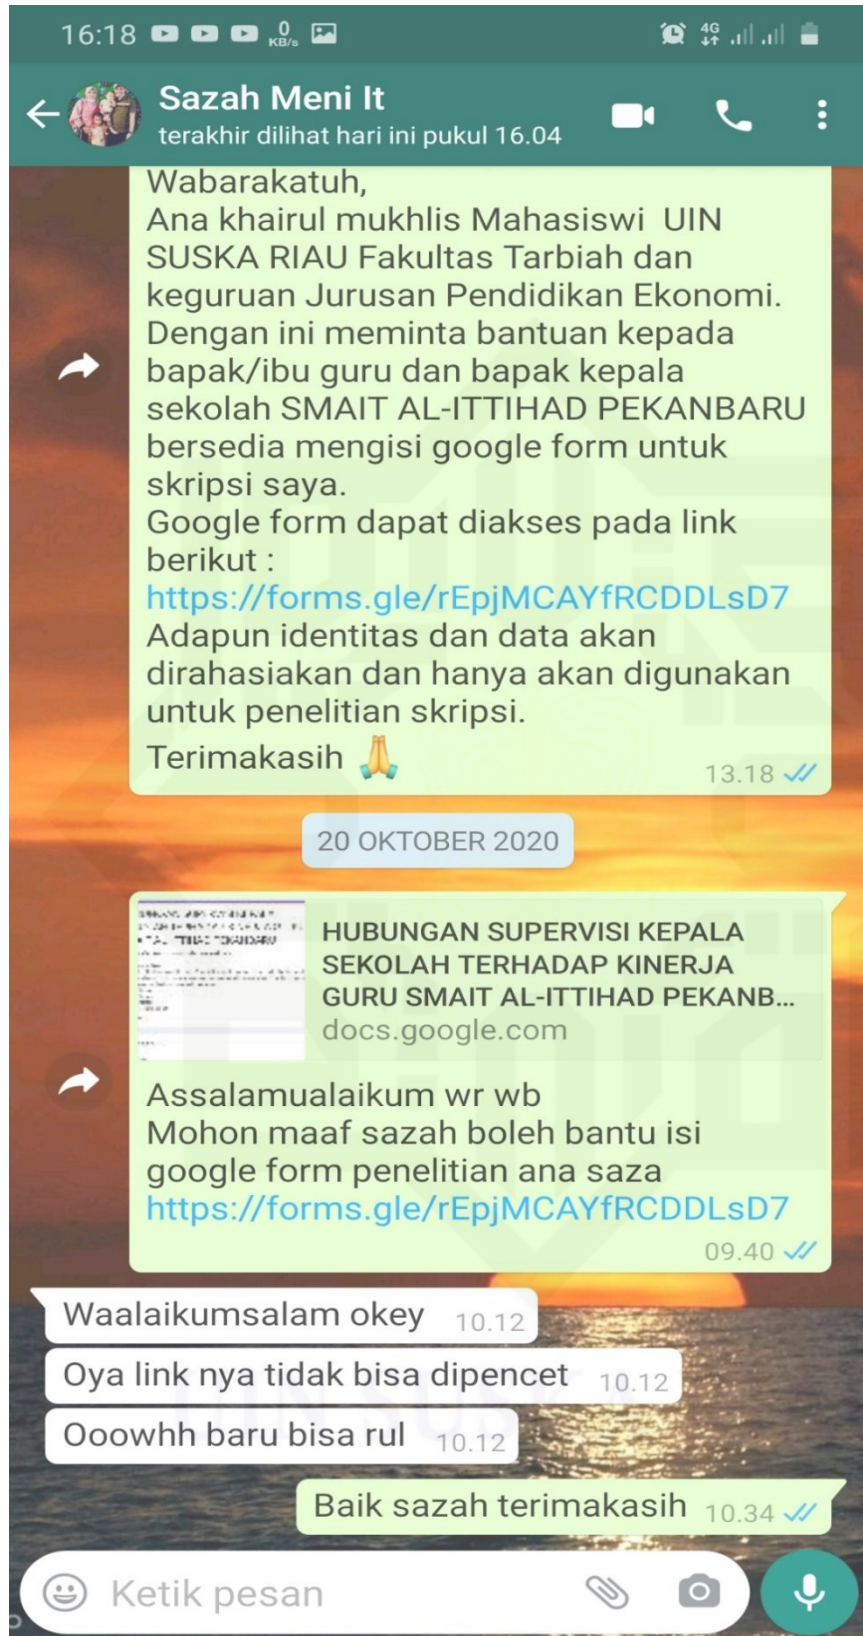 16:18
0
KB/s
4G
Sazah Meni It
terakhir dilihat hari ini pukul 16.04
Wabarakatuh,
Ana khairul mukhlis Mahasiswi UIN
SUSKA RIAU Fakultas Tarbiah dan
keguruan Jurusan Pendidikan Ekonomi.
Dengan ini meminta bantuan kepada
bapak/ibu guru dan bapak kepala
sekolah SMAIT AL-ITTIHAD PEKANBARU
bersedia mengisi google form untuk
skripsi saya.
Google form dapat diakses pada link
berikut :
https://forms.gle/rEpjMCAYfRCDDLsD7
Adapun identitas dan data akan
dirahasiakan dan hanya akan digunakan
untuk penelitian skripsi.
Terimakasih 🙏
13.18
20 OKTOBER 2020
HUBUNGAN SUPERVISI KEPALA
SEKOLAH TERHADAP KINERJA
GURU SMAIT AL-ITTIHAD PEKANB...
docs.google.com
Assalamualaikum wr wb
Mohon maaf sazah boleh bantu isi
google form penelitian ana saza
https://forms.gle/rEpjMCAYfRCDDLsD7
09.40
Waalaikumsalam okey 10.12
Oya link nya tidak bisa dipencet 10.12
Ooowhh baru bisa rul 10.12
UIN SUSK
Baik sazah terimakasih 10.34
Ketik pesan